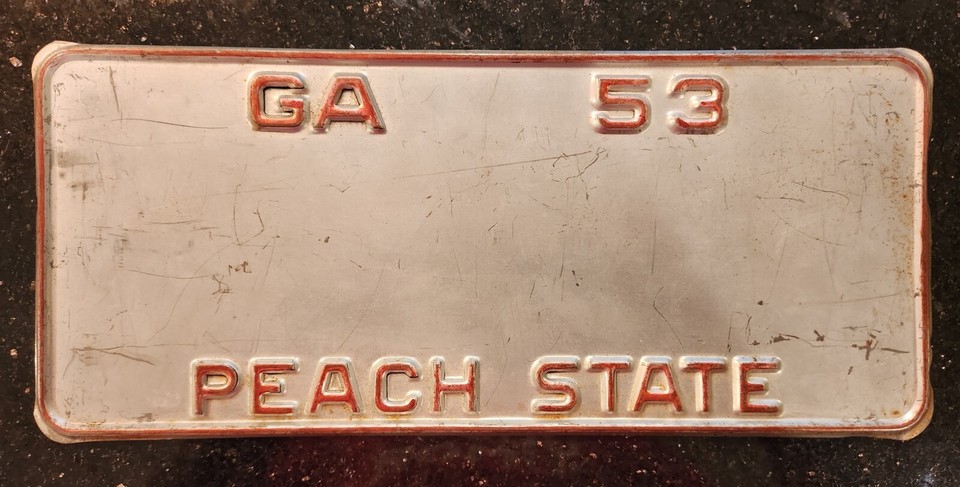 GA 53
PEACH STATE